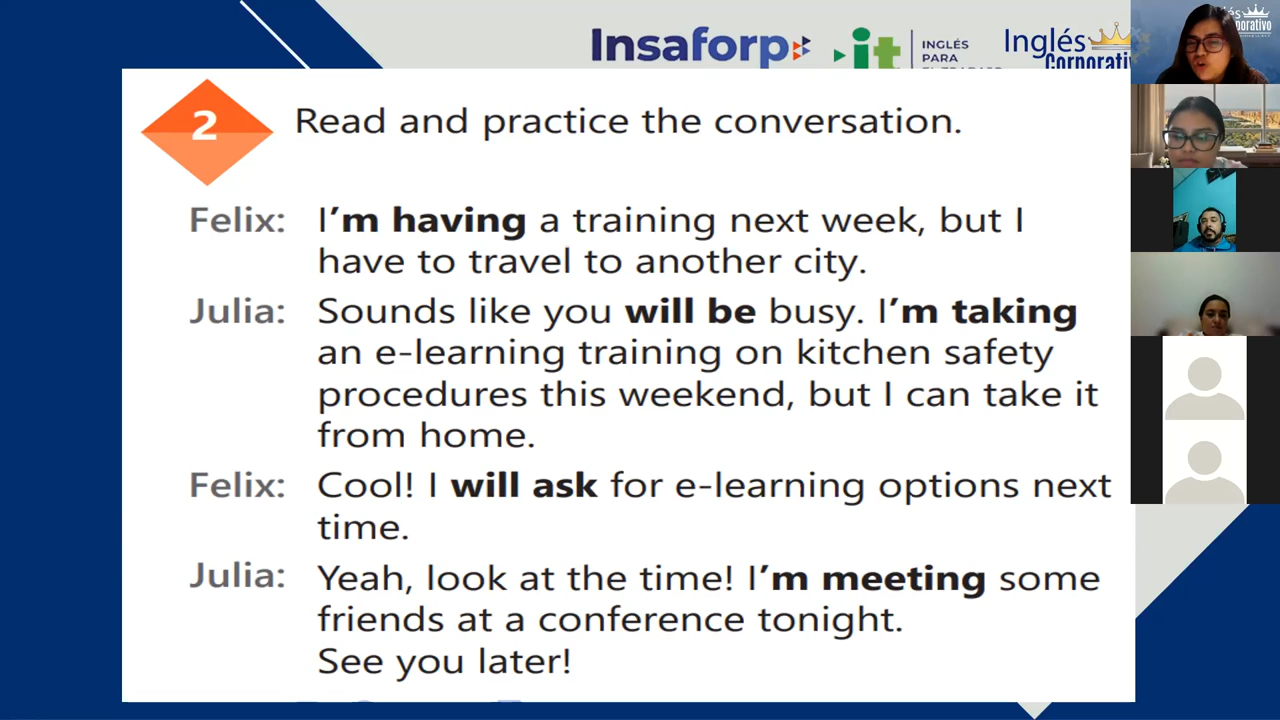 Insaforp
it
INGLÉS
PARA
Inglés
Corporativ
2
Read and practice the conversation.
Felix: I'm having a training next week, but I
have to travel to another city.
Julia: Sounds like you will be busy. I'm taking
an e-learning training on kitchen safety
procedures this weekend, but I can take it
from home.
Felix: Cool! I will ask for e-learning options next
time.
Julia: Yeah, look at the time! I'm meeting some
friends at a conference tonight.
See you later!